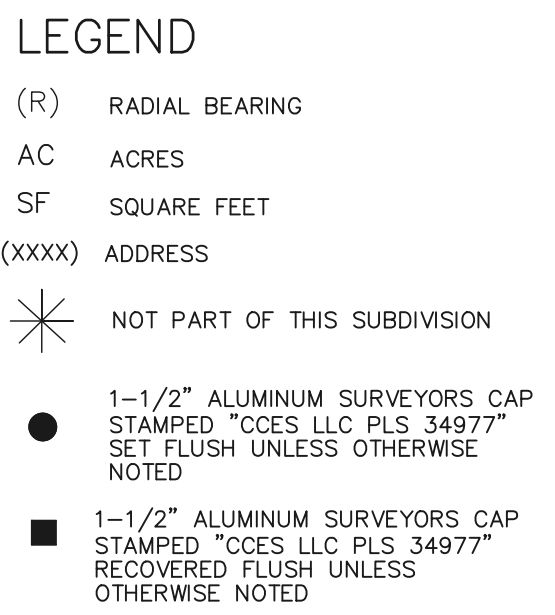 LEGEND
(R) RADIAL BEARING
AC ACRES
SF SQUARE FEET
(XXXX) ADDRESS
NOT PART OF THIS SUBDIVISION
1-1/2" ALUMINUM SURVEYORS CAP
STAMPED "CCES LLC PLS 34977"
SET FLUSH UNLESS OTHERWISE
NOTED
1-1/2" ALUMINUM SURVEYORS CAP
STAMPED "CCES LLC PLS 34977"
RECOVERED FLUSH UNLESS
OTHERWISE NOTED